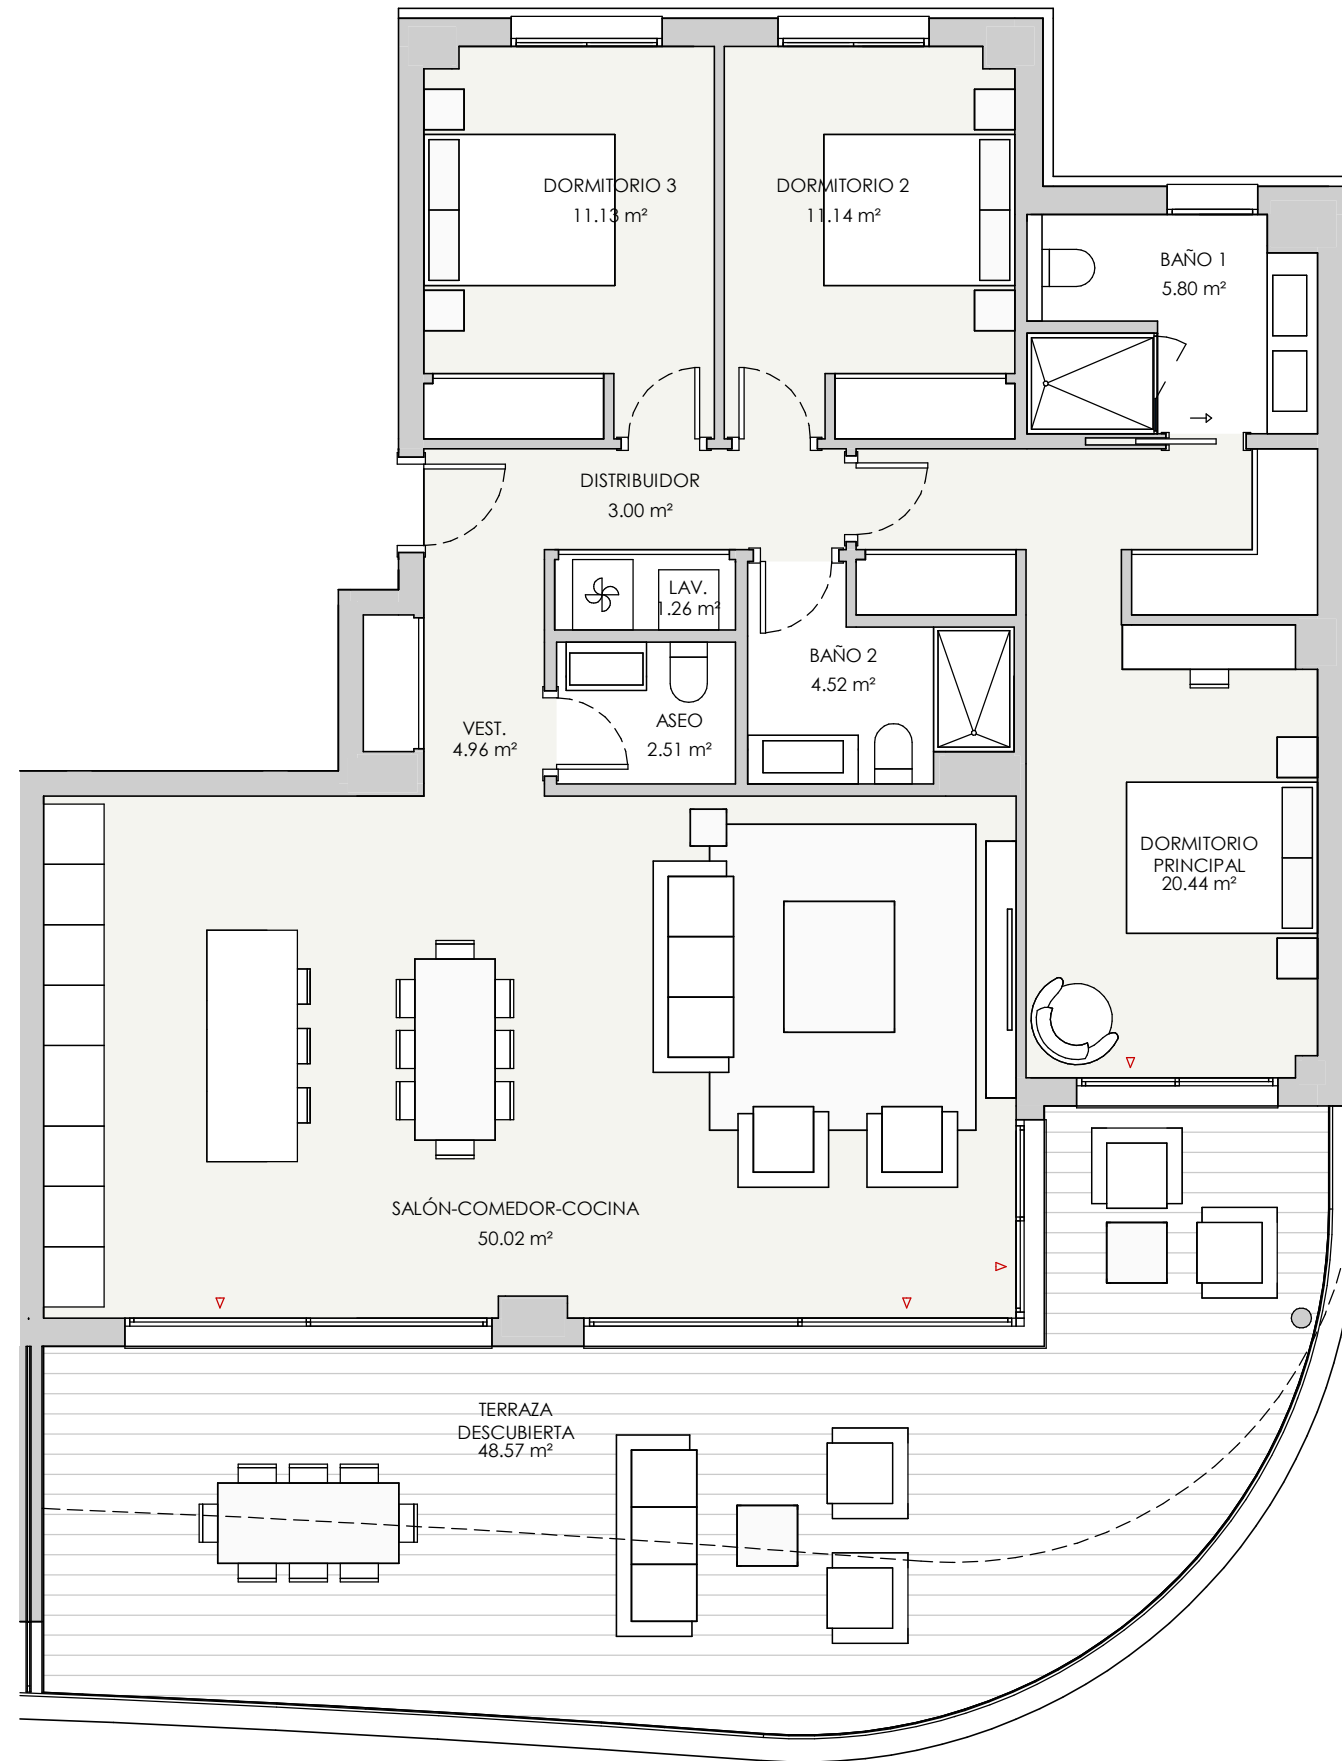 DORMITORIO 3
11.13 m²
DORMITORIO 2
11.14 m²
BAÑO 1
5.80 m²
DISTRIBUIDOR
3.00 m²
LAV.
1.26 m²
BAÑO 2
4.52 m²
VEST.
4.96 m²
ASEO
2.51 m²
DORMITORIO
PRINCIPAL
20.44 m²
SALÓN-COMEDOR-COCINA
50.02 m²
TERRAZA
DESCUBIERTA
48.57 m²